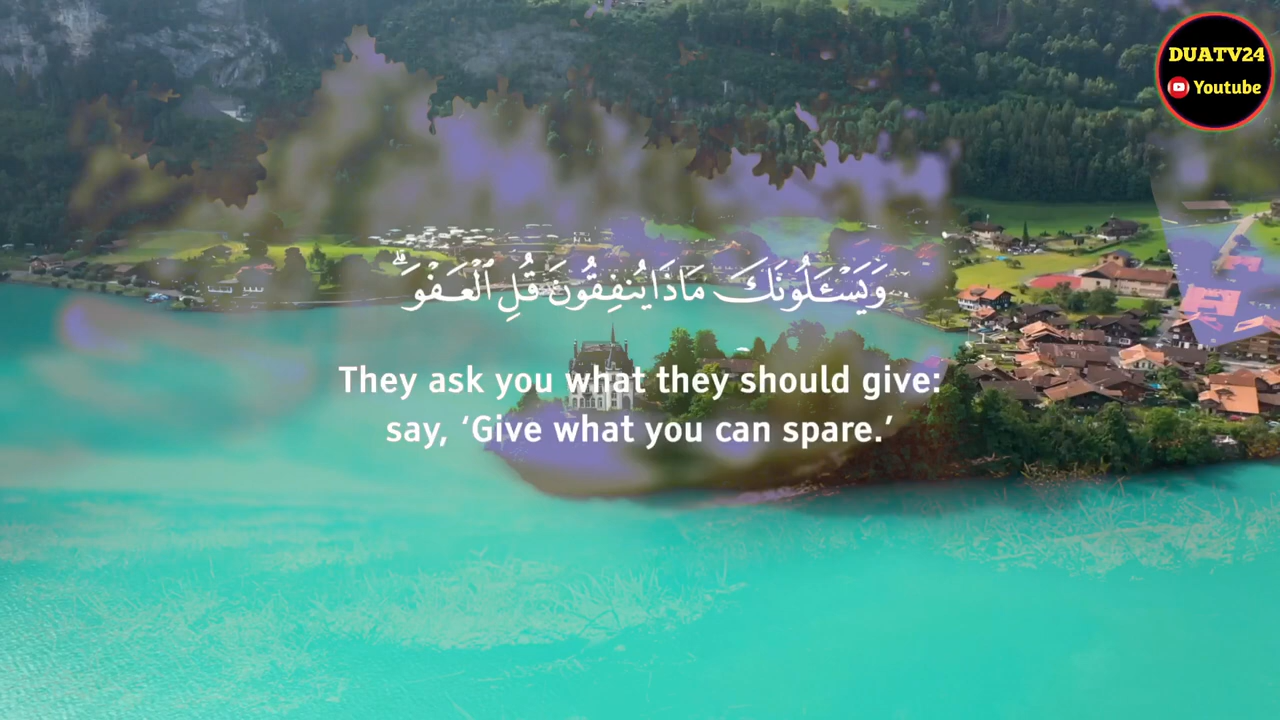 DUATV24
Youtube
وَيَسْـَٔلُونَكَ مَاذَا يُنفِقُونَ قُلِ ٱلْعَفْوَ ۗ
They ask you what they should give:
say, ‘Give what you can spare.’